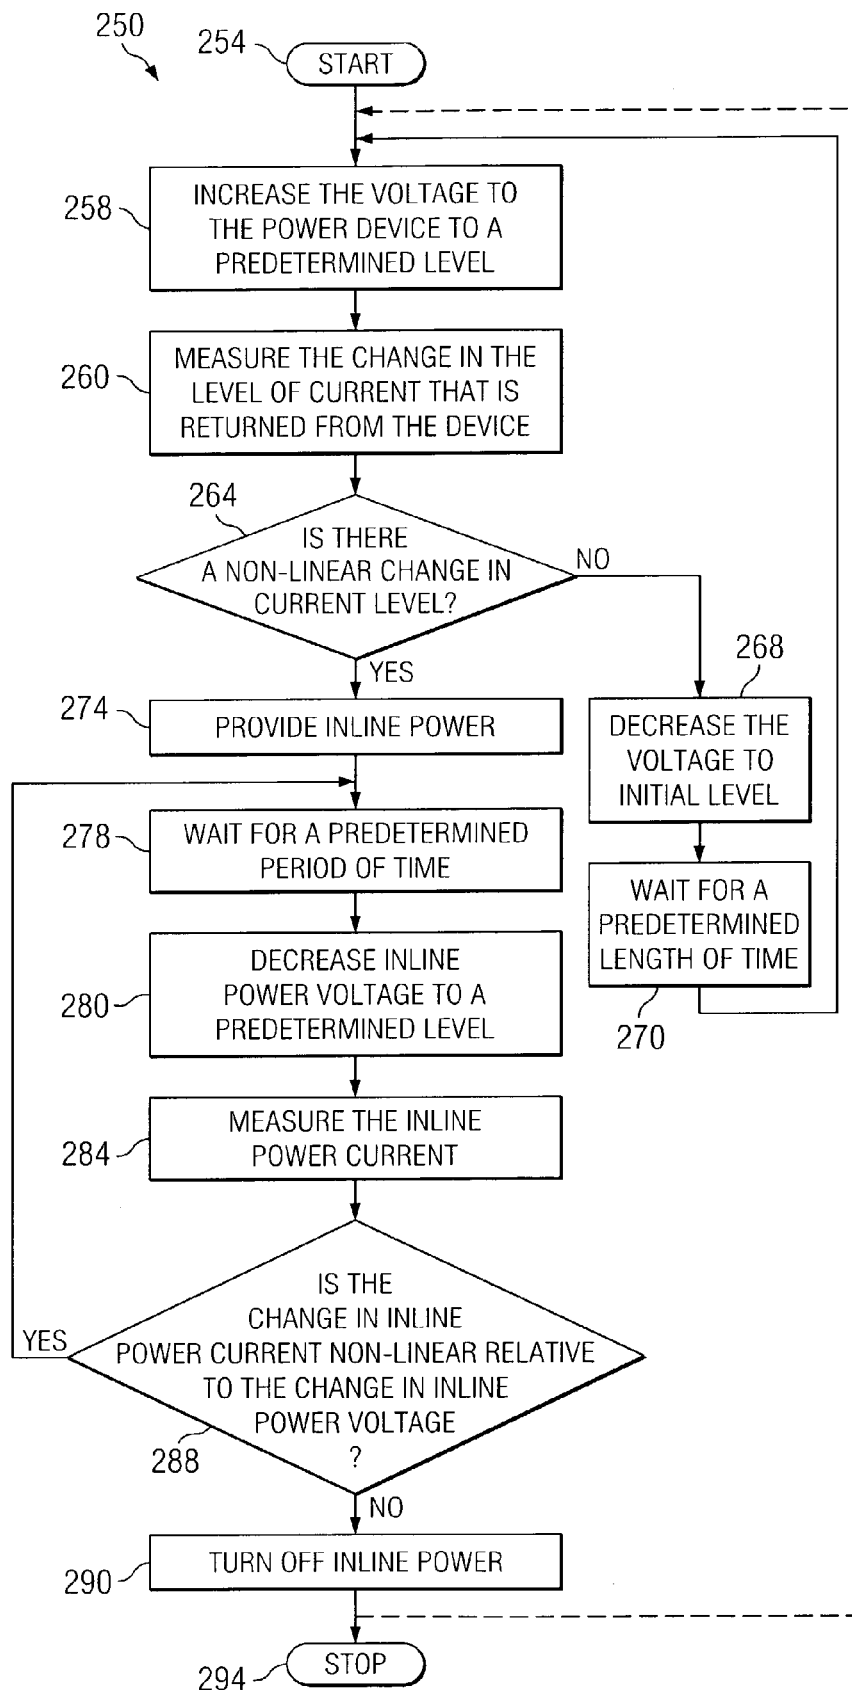 250
254
START
258
INCREASE THE VOLTAGE TO
THE POWER DEVICE TO A
PREDETERMINED LEVEL
260
MEASURE THE CHANGE IN THE
LEVEL OF CURRENT THAT IS
RETURNED FROM THE DEVICE
264
IS THERE
A NON-LINEAR CHANGE IN
CURRENT LEVEL?
NO
YES
268
DECREASE THE
VOLTAGE TO
INITIAL LEVEL
274
PROVIDE INLINE POWER
278
WAIT FOR A PREDETERMINED
PERIOD OF TIME
WAIT FOR A
PREDETERMINED
LENGTH OF TIME
270
280
DECREASE INLINE
POWER VOLTAGE TO A
PREDETERMINED LEVEL
284
MEASURE THE INLINE
POWER CURRENT
IS THE
CHANGE IN INLINE
POWER CURRENT NON-LINEAR RELATIVE
TO THE CHANGE IN INLINE
POWER VOLTAGE
?
YES
288
NO
290
TURN OFF INLINE POWER
294
STOP